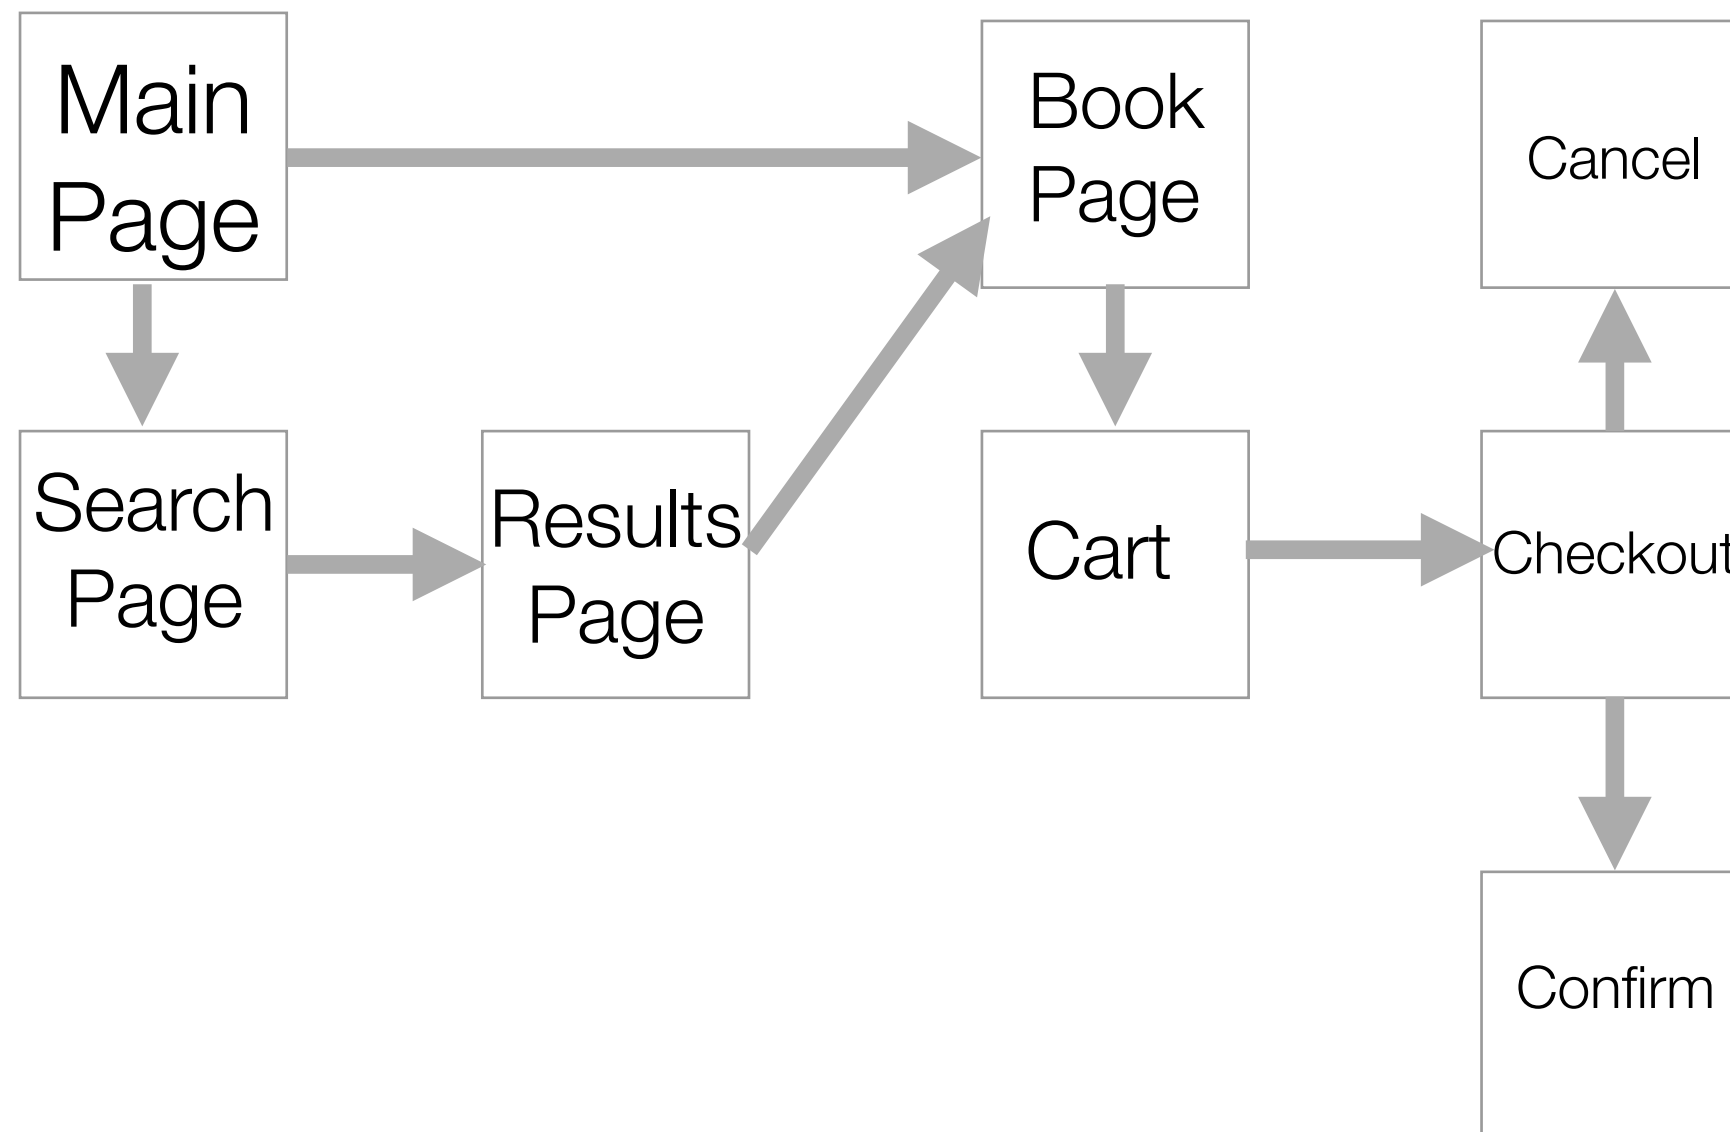 Main
Page
Book
Page
Cancel
Search
Page
Results
Page
Cart
Checkout
Confirm